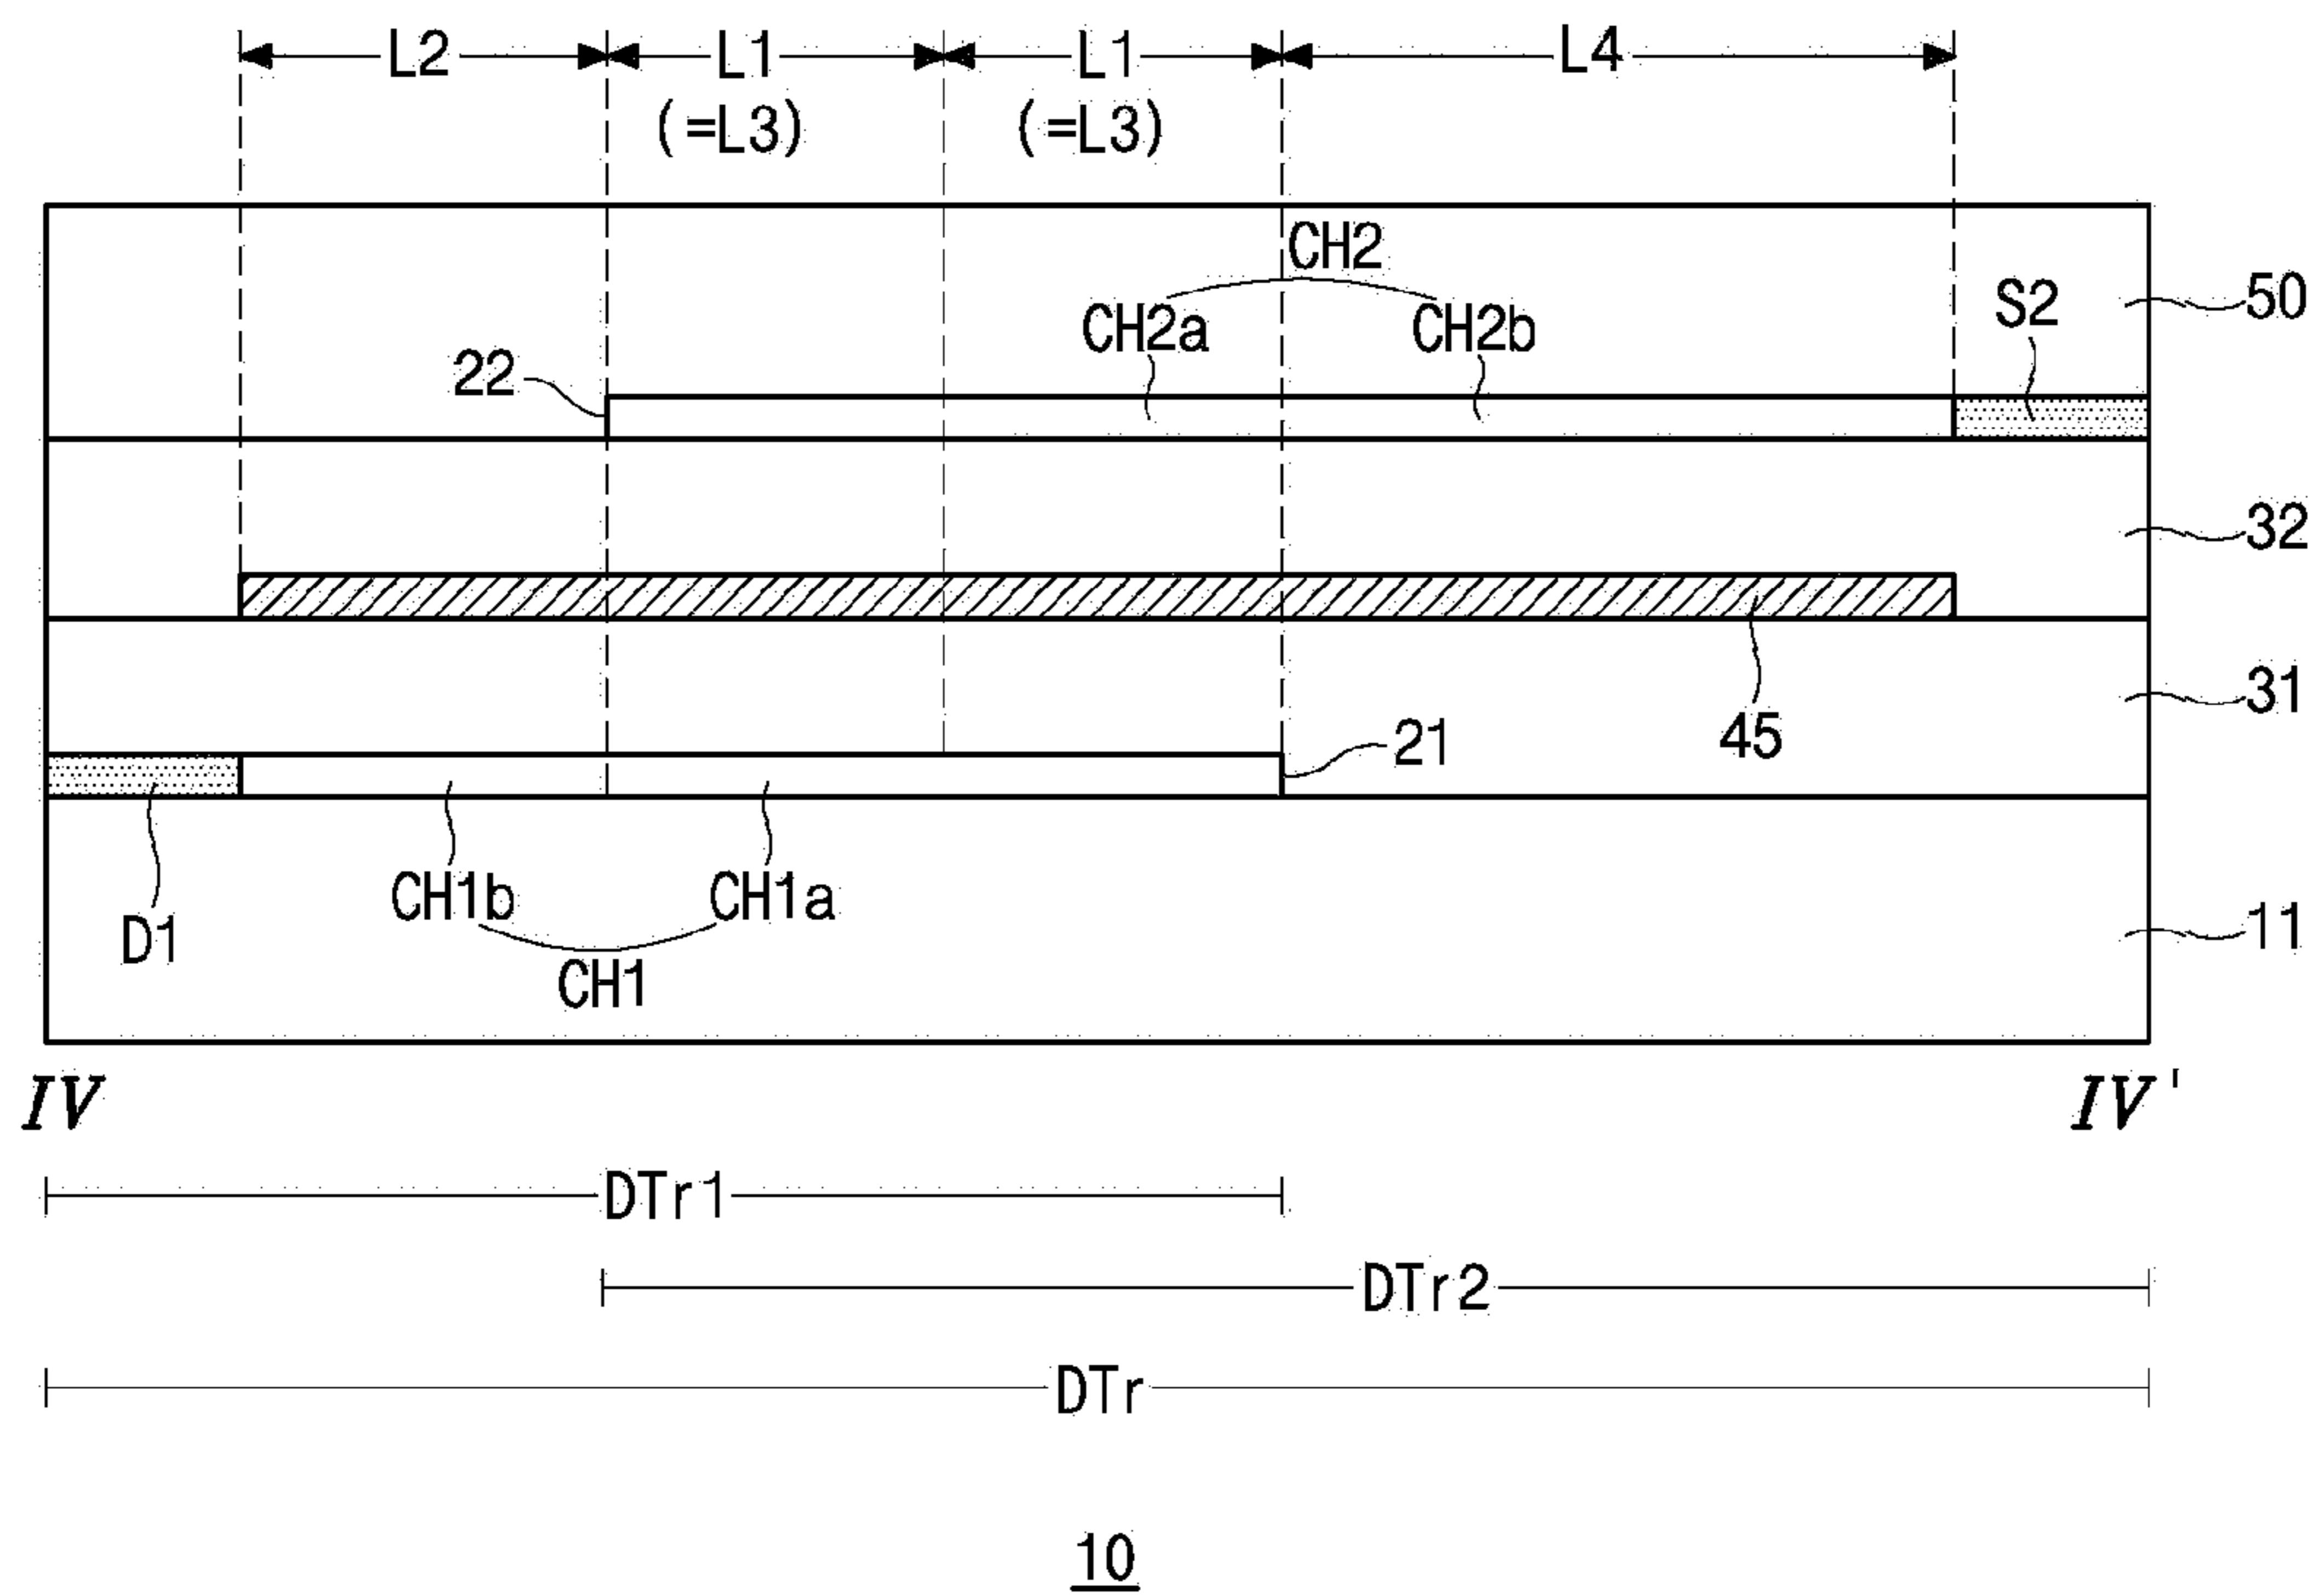 L2 L1 L1 L4
(=L3) (=L3)
CH2
CH2a CH2b S2 50
22
32
31
21 45
CH1b CH1a
D1 11
CH1
IV IV'
DTr1
DTr2
DTr
10